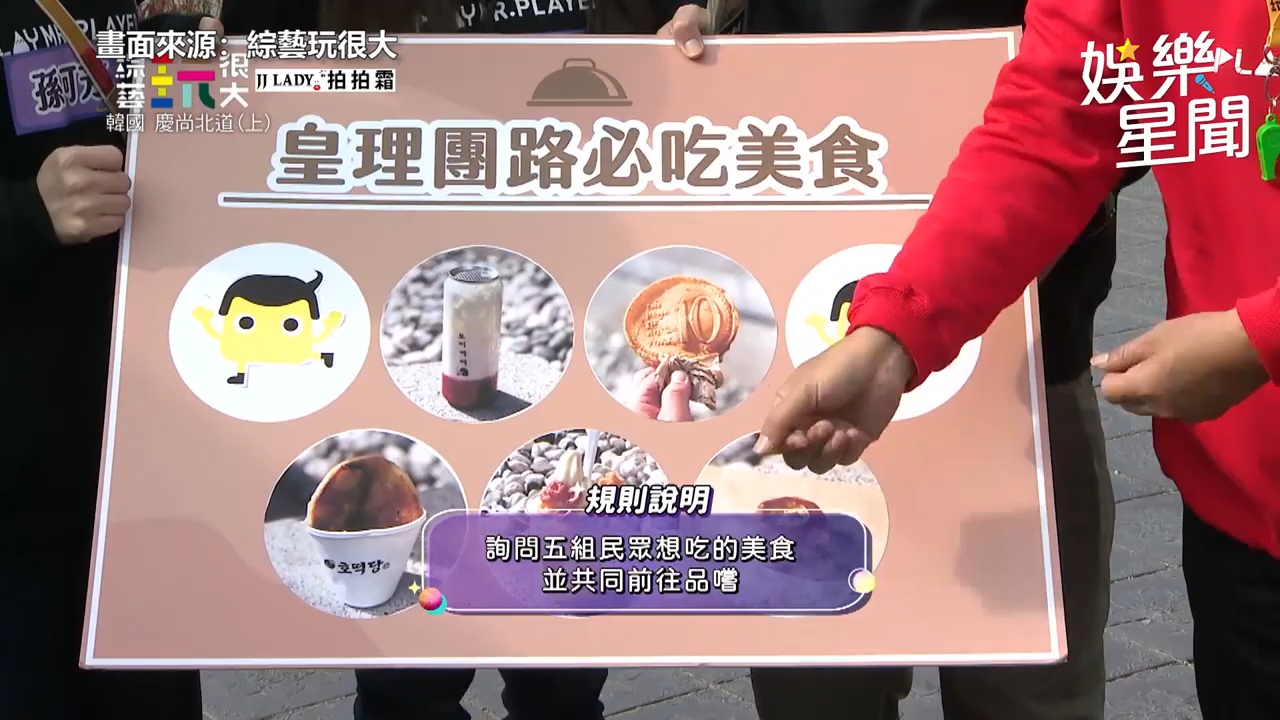 MR.PLAYER
畫面來源：綜藝玩很大
綜藝玩很大
JJ LADY 拍拍霜
韓國 慶尚北道（上）
娛樂星聞
皇理團路必吃美食
10
호떡당
規則說明
詢問五組民眾想吃的美食
並共同前往品嚐